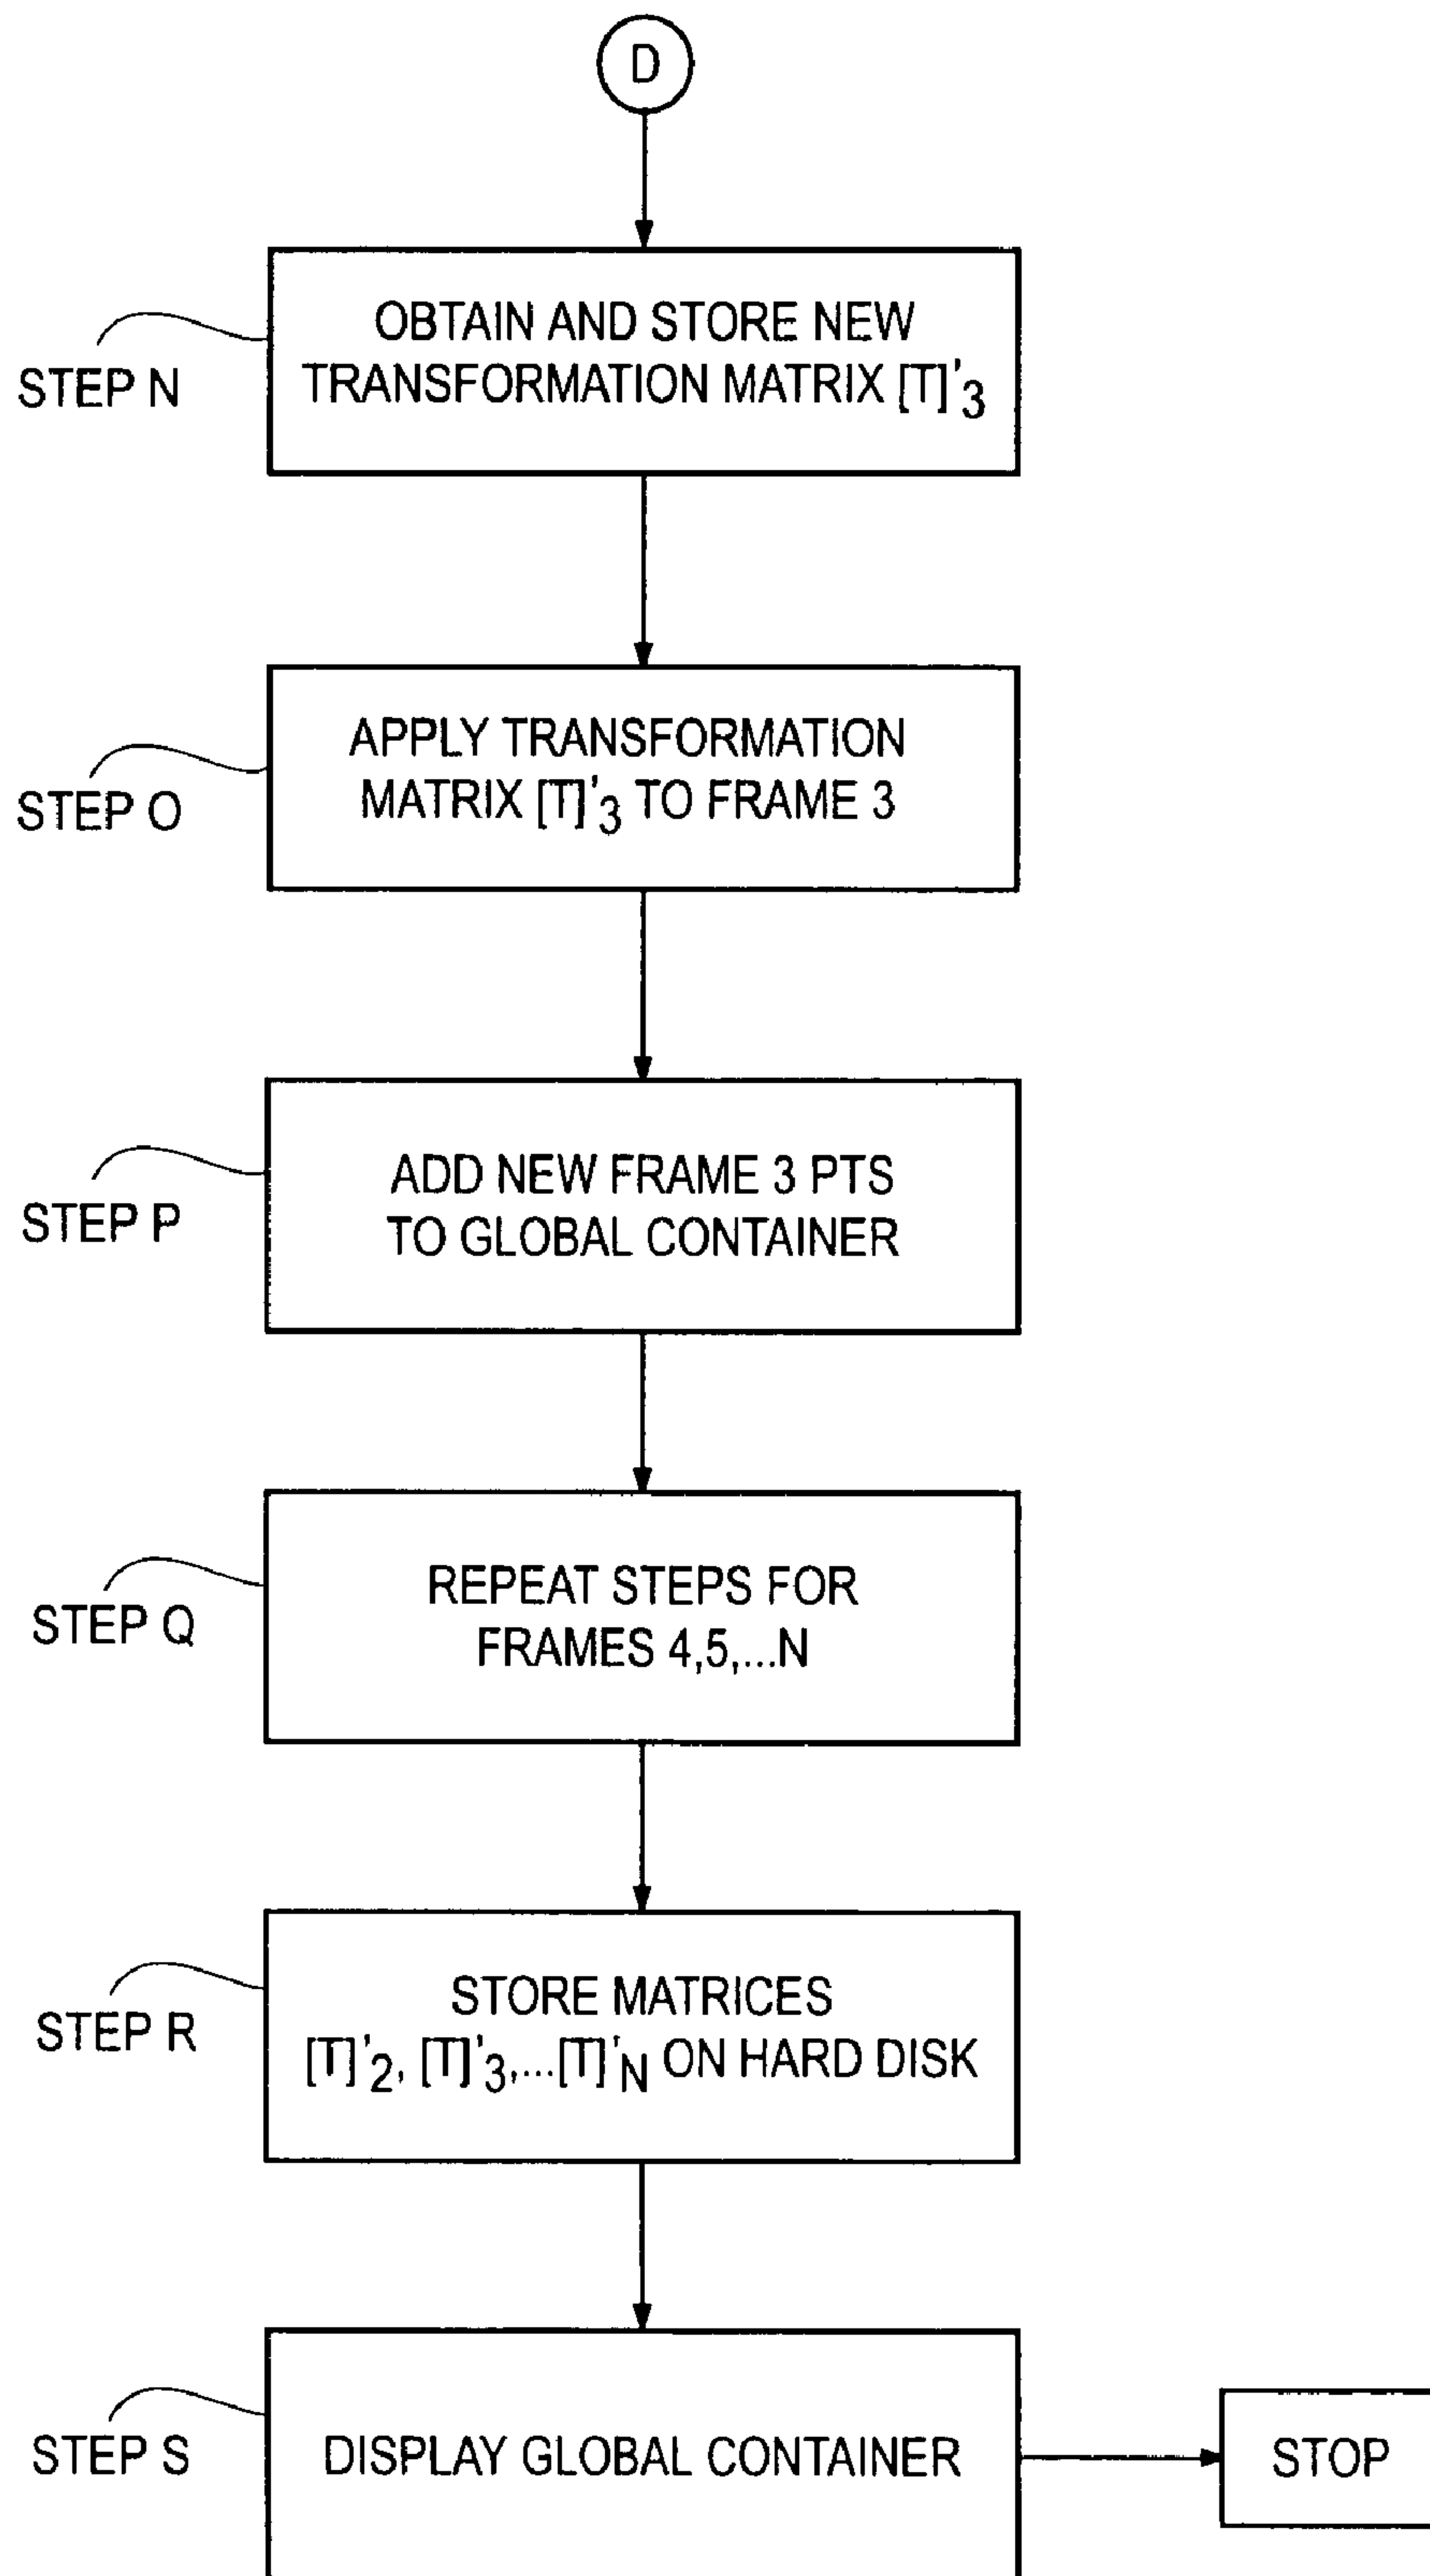 D
OBTAIN AND STORE NEW
TRANSFORMATION MATRIX [T]'3
STEP N
APPLY TRANSFORMATION
MATRIX [T]'3 TO FRAME 3
STEP O
ADD NEW FRAME 3 PTS
TO GLOBAL CONTAINER
STEP P
REPEAT STEPS FOR
FRAMES 4,5,...N
STEP Q
STORE MATRICES
[T]'2, [T]'3,...[T]'N ON HARD DISK
STEP R
DISPLAY GLOBAL CONTAINER
STEP S
STOP